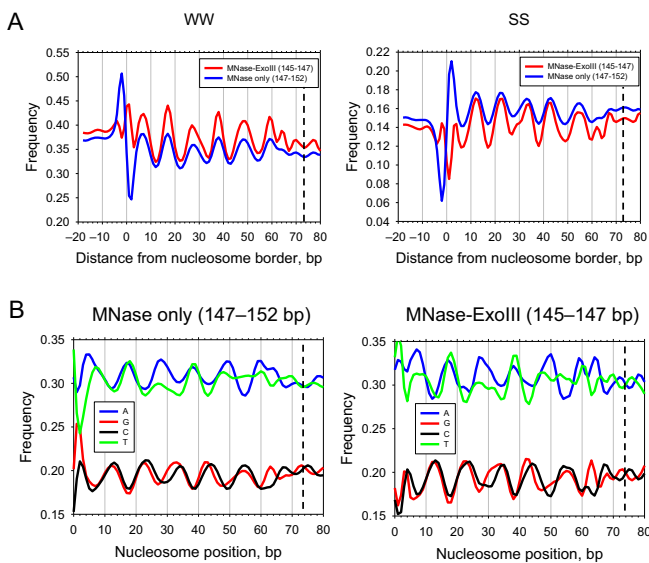 A
WW
SS
MNase-ExoIII (145-147)
MNase only (147-152)
0.55
0.50
0.45
0.40
0.35
0.30
0.25
0.20
Frequency
−20 −10 0 10 20 30 40 50 60 70 80
Distance from nucleosome border, bp
MNase-ExoIII (145-147)
MNase only (147-152)
0.22
0.20
0.18
0.16
0.14
0.12
0.10
0.08
0.06
0.04
Frequency
−20 −10 0 10 20 30 40 50 60 70 80
Distance from nucleosome border, bp
B
MNase only (147–152 bp)
0.35
0.30
0.25
0.20
0.15
Frequency
A
G
C
T
0 10 20 30 40 50 60 70 80
Nucleosome position, bp
MNase-ExoIII (145–147 bp)
0.35
0.30
0.25
0.20
0.15
Frequency
A
G
C
T
0 10 20 30 40 50 60 70 80
Nucleosome position, bp